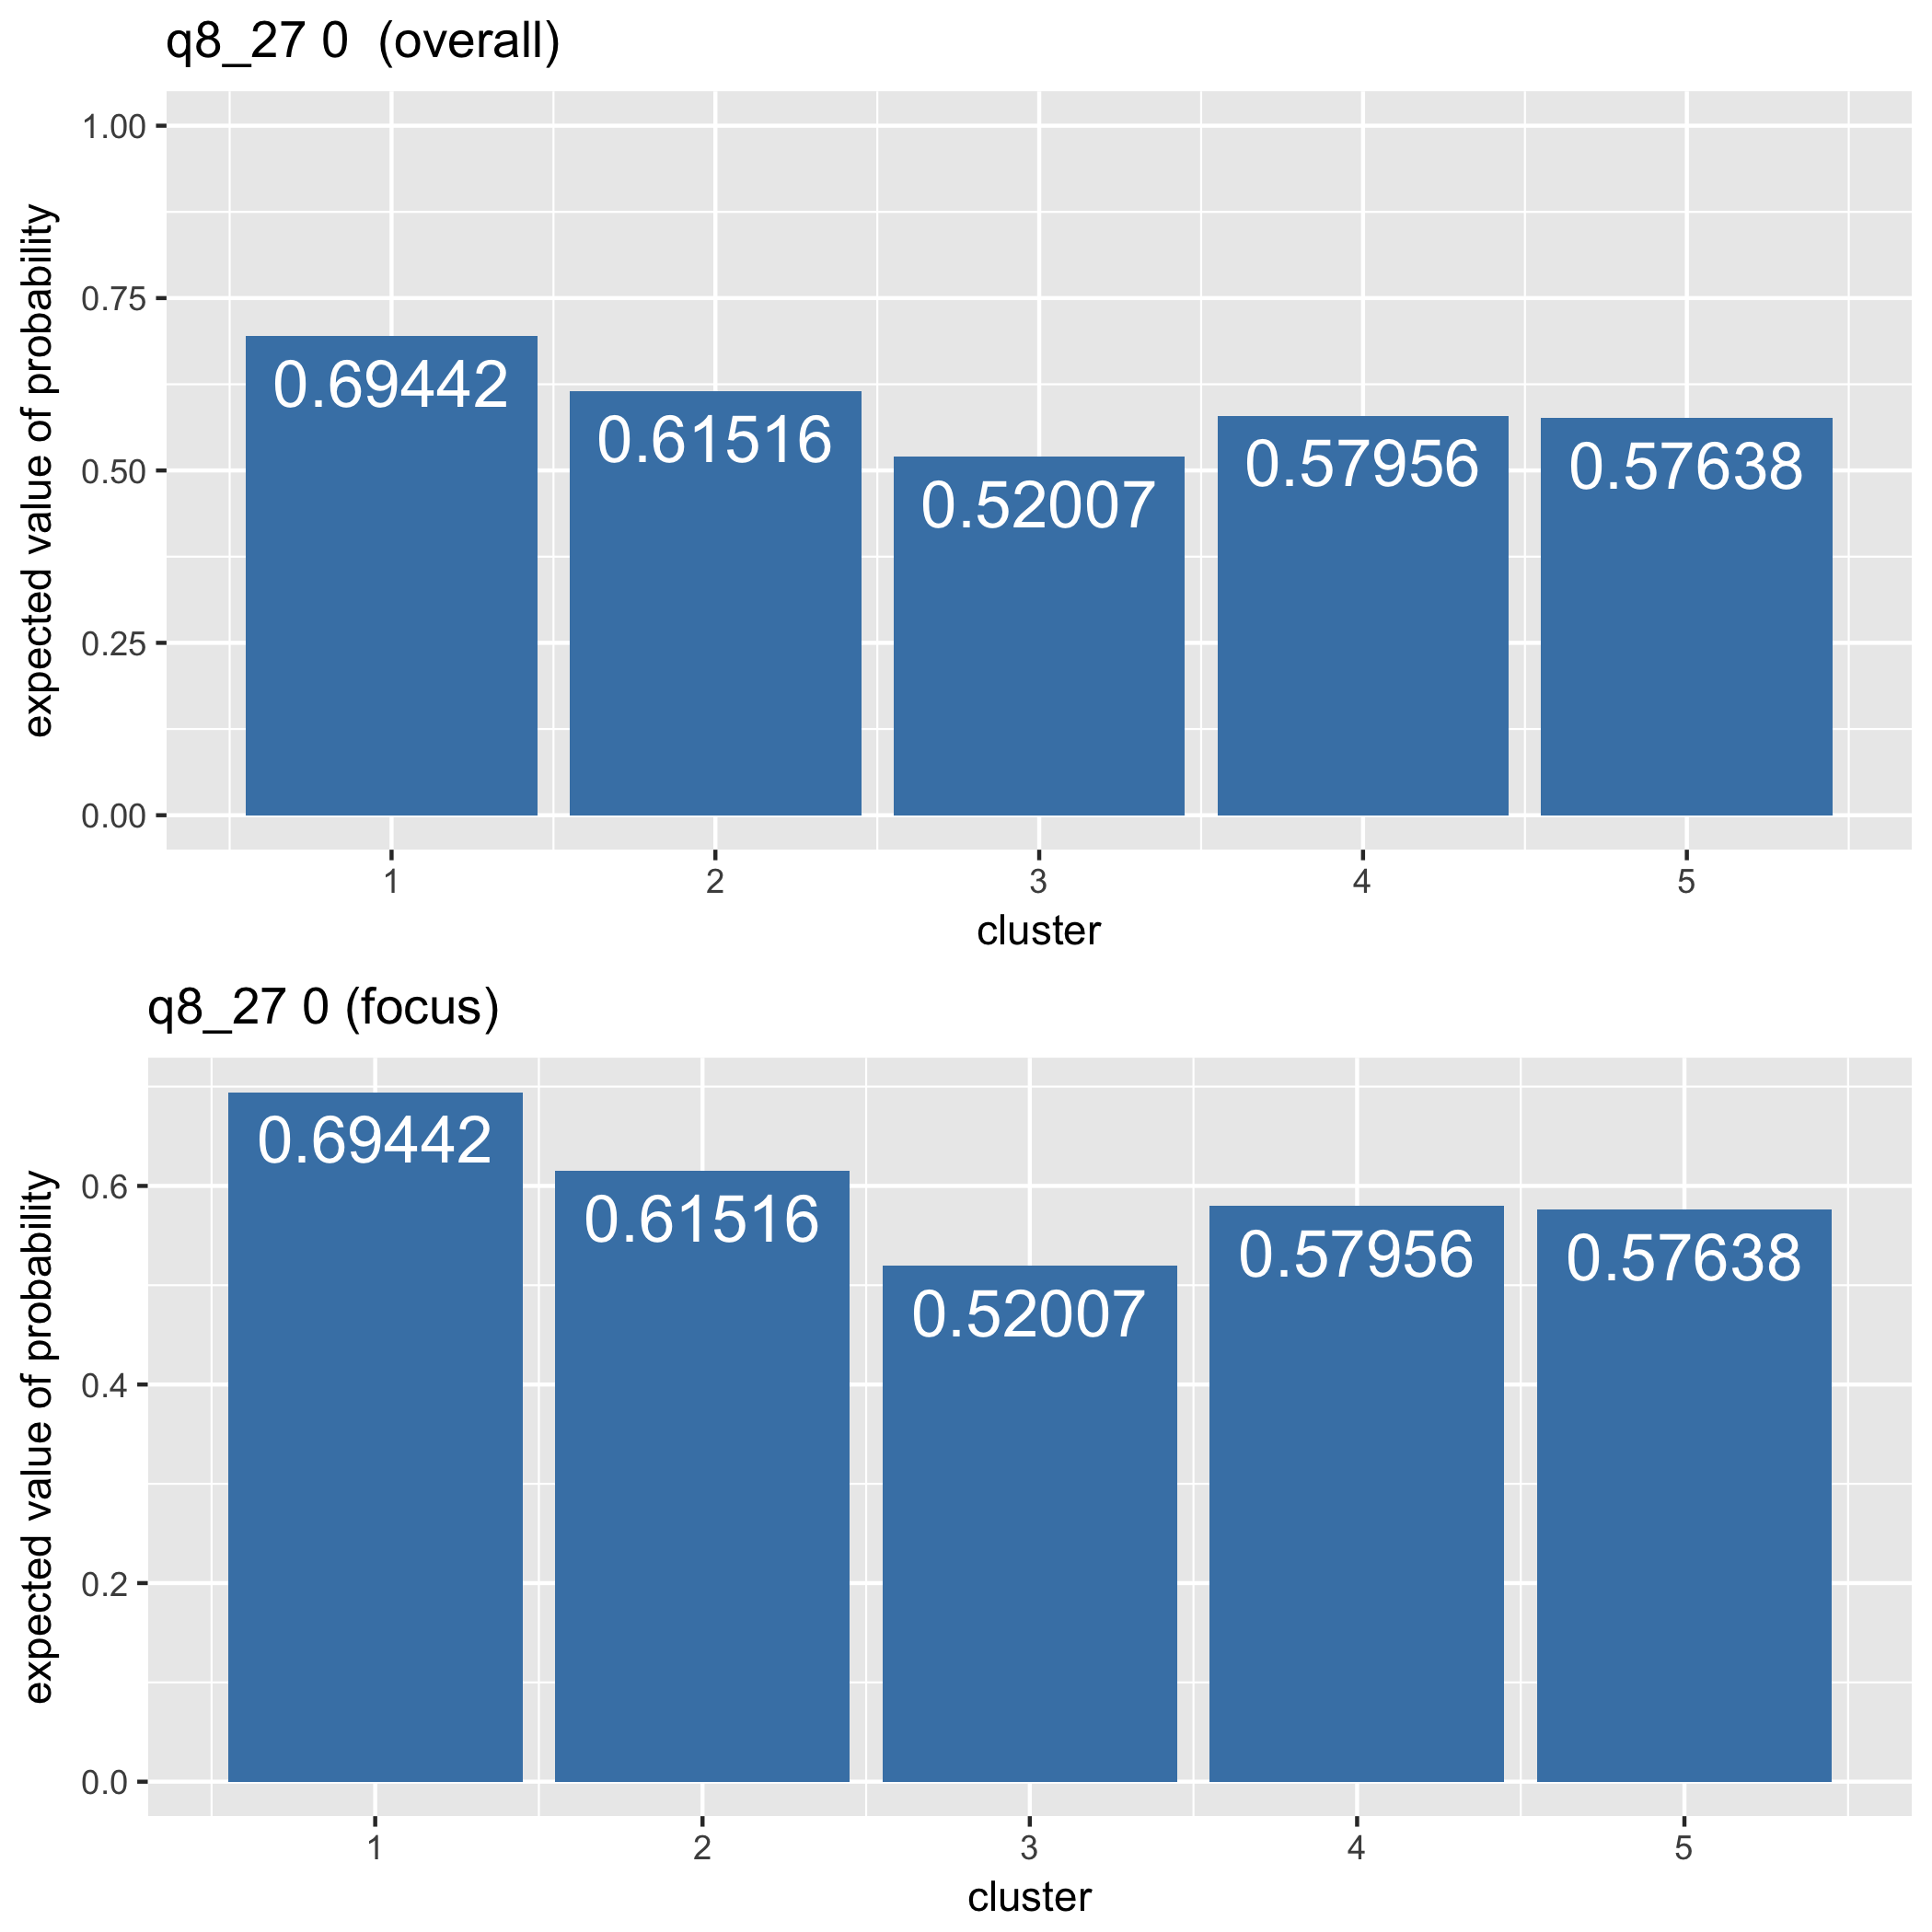 q8_27 0  (overall)
expected value of probability
1.00
0.75
0.50
0.25
0.00
0.69442
0.61516
0.52007
0.57956
0.57638
1 2 3 4 5
cluster
q8_27 0 (focus)
expected value of probability
0.6
0.4
0.2
0.0
0.69442
0.61516
0.52007
0.57956
0.57638
1 2 3 4 5
cluster